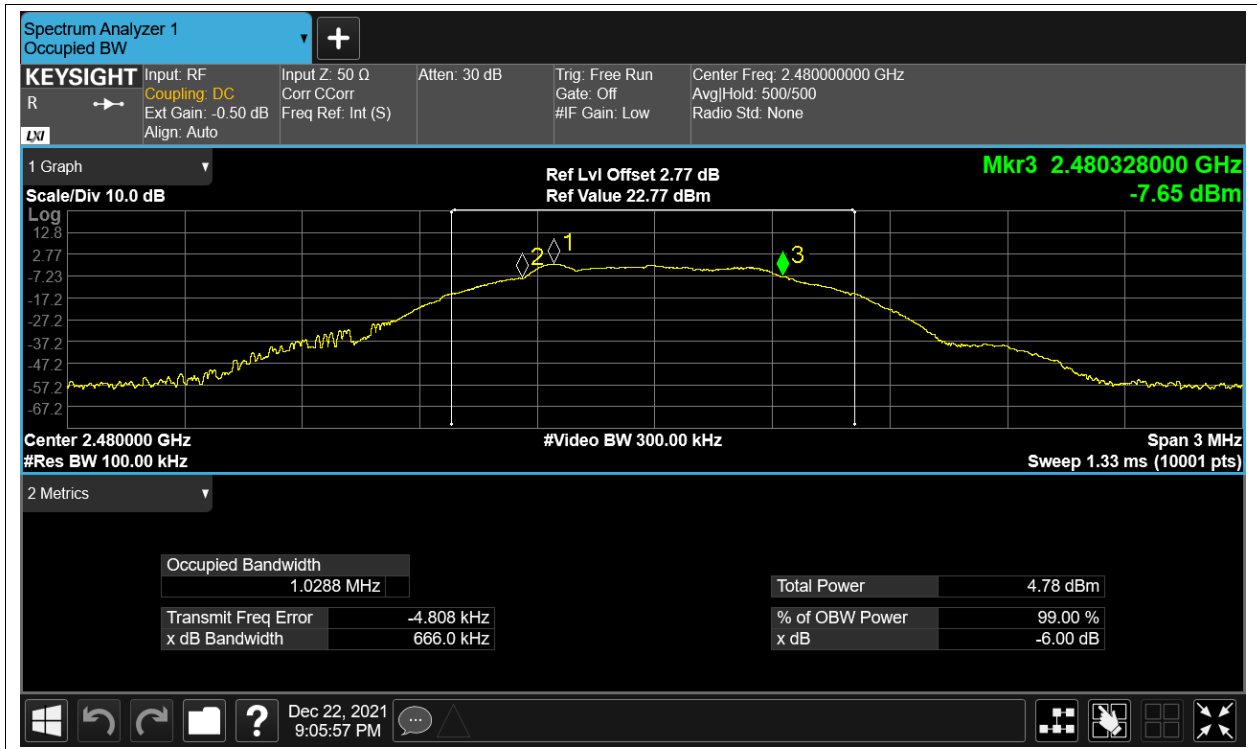 Spectrum Analyzer 1
Occupied BW
+
KEYSIGHT Input: RF Input Z: 50 Ω Atten: 30 dB Trig: Free Run Center Freq: 2.480000000 GHz
R Coupling: DC Corr CCorr Gate: Off Avg|Hold: 500/500
Ext Gain: -0.50 dB Freq Ref: Int (S) #IF Gain: Low Radio Std: None
LXI Align: Auto
1 Graph Ref Lvl Offset 2.77 dB Mkr3 2.480328000 GHz
Scale/Div 10.0 dB Ref Value 22.77 dBm -7.65 dBm
Log
12.8
2.77
-7.23
-17.2
-27.2
-37.2
-47.2
-57.2
-67.2
2 1 3
Center 2.480000 GHz #Video BW 300.00 kHz Span 3 MHz
#Res BW 100.00 kHz Sweep 1.33 ms (10001 pts)
2 Metrics
Occupied Bandwidth
1.0288 MHz Total Power 4.78 dBm
Transmit Freq Error -4.808 kHz % of OBW Power 99.00 %
x dB Bandwidth 666.0 kHz x dB -6.00 dB
? Dec 22, 2021
9:05:57 PM